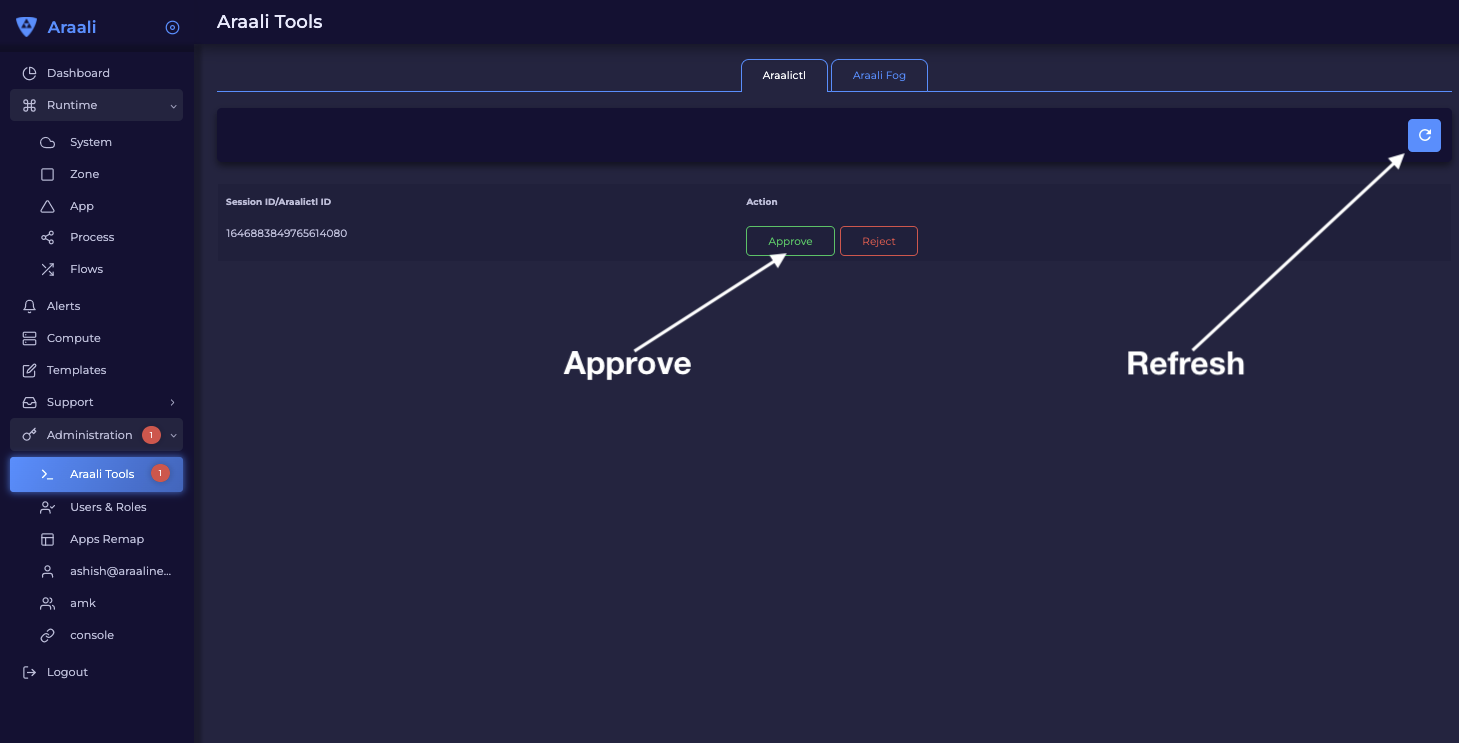 Araali
Araali Tools
Dashboard
Runtime
System
Zone
App
Process
Flows
Alerts
Compute
Templates
Support
Administration 1
Araali Tools 1
Users & Roles
Apps Remap
ashish@araaline...
amk
console
Logout
Araalictl
Araali Fog
Session ID/Araalictl ID
Action
1646883849765614080
Approve
Reject
Approve
Refresh